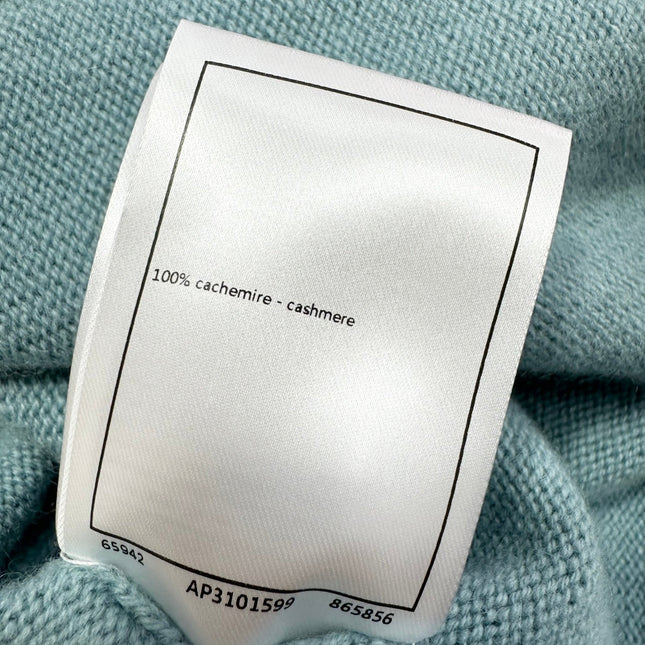 100% cachemire - cashmere
65942 AP3101599 865856